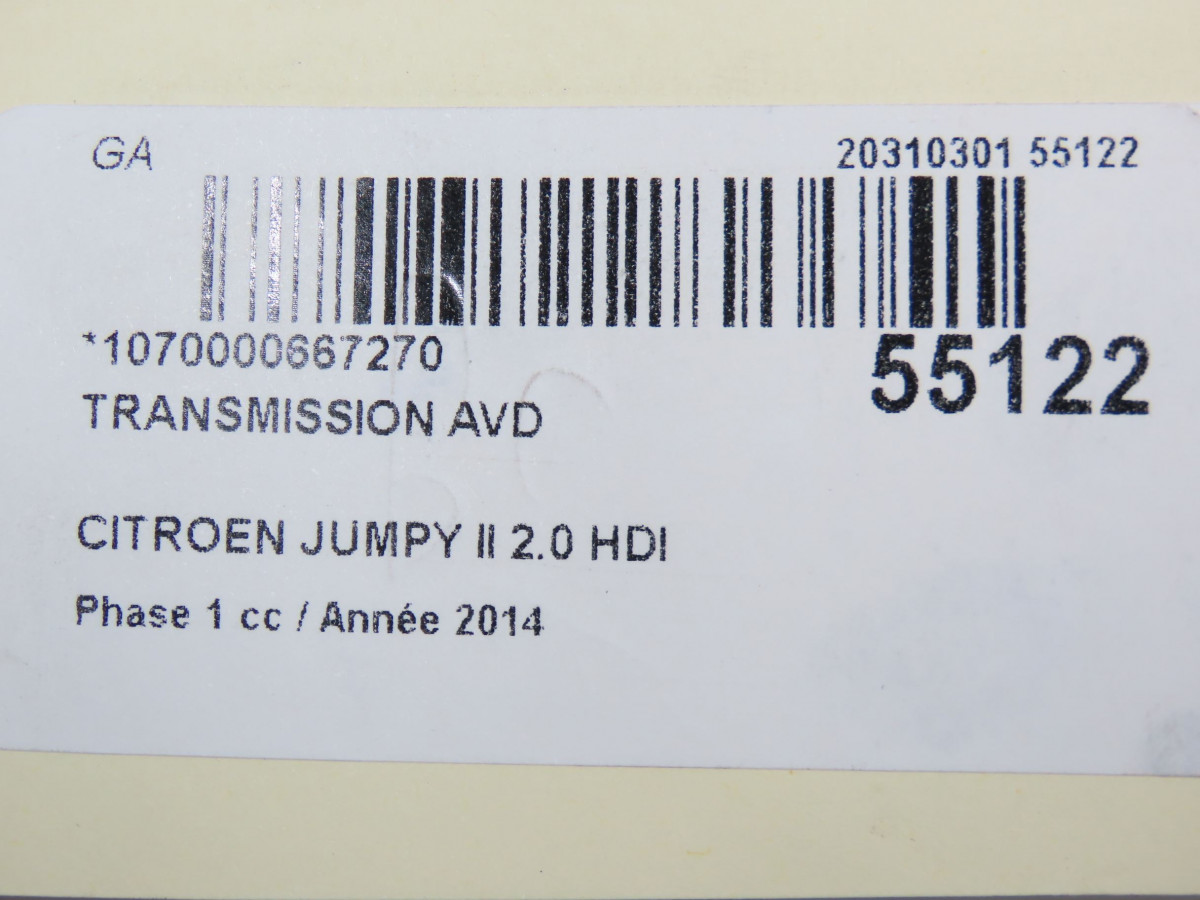 GA
20310301 55122
*1070000667270
55122
TRANSMISSION AVD
CITROEN JUMPY II 2.0 HDI
Phase 1 cc / Année 2014